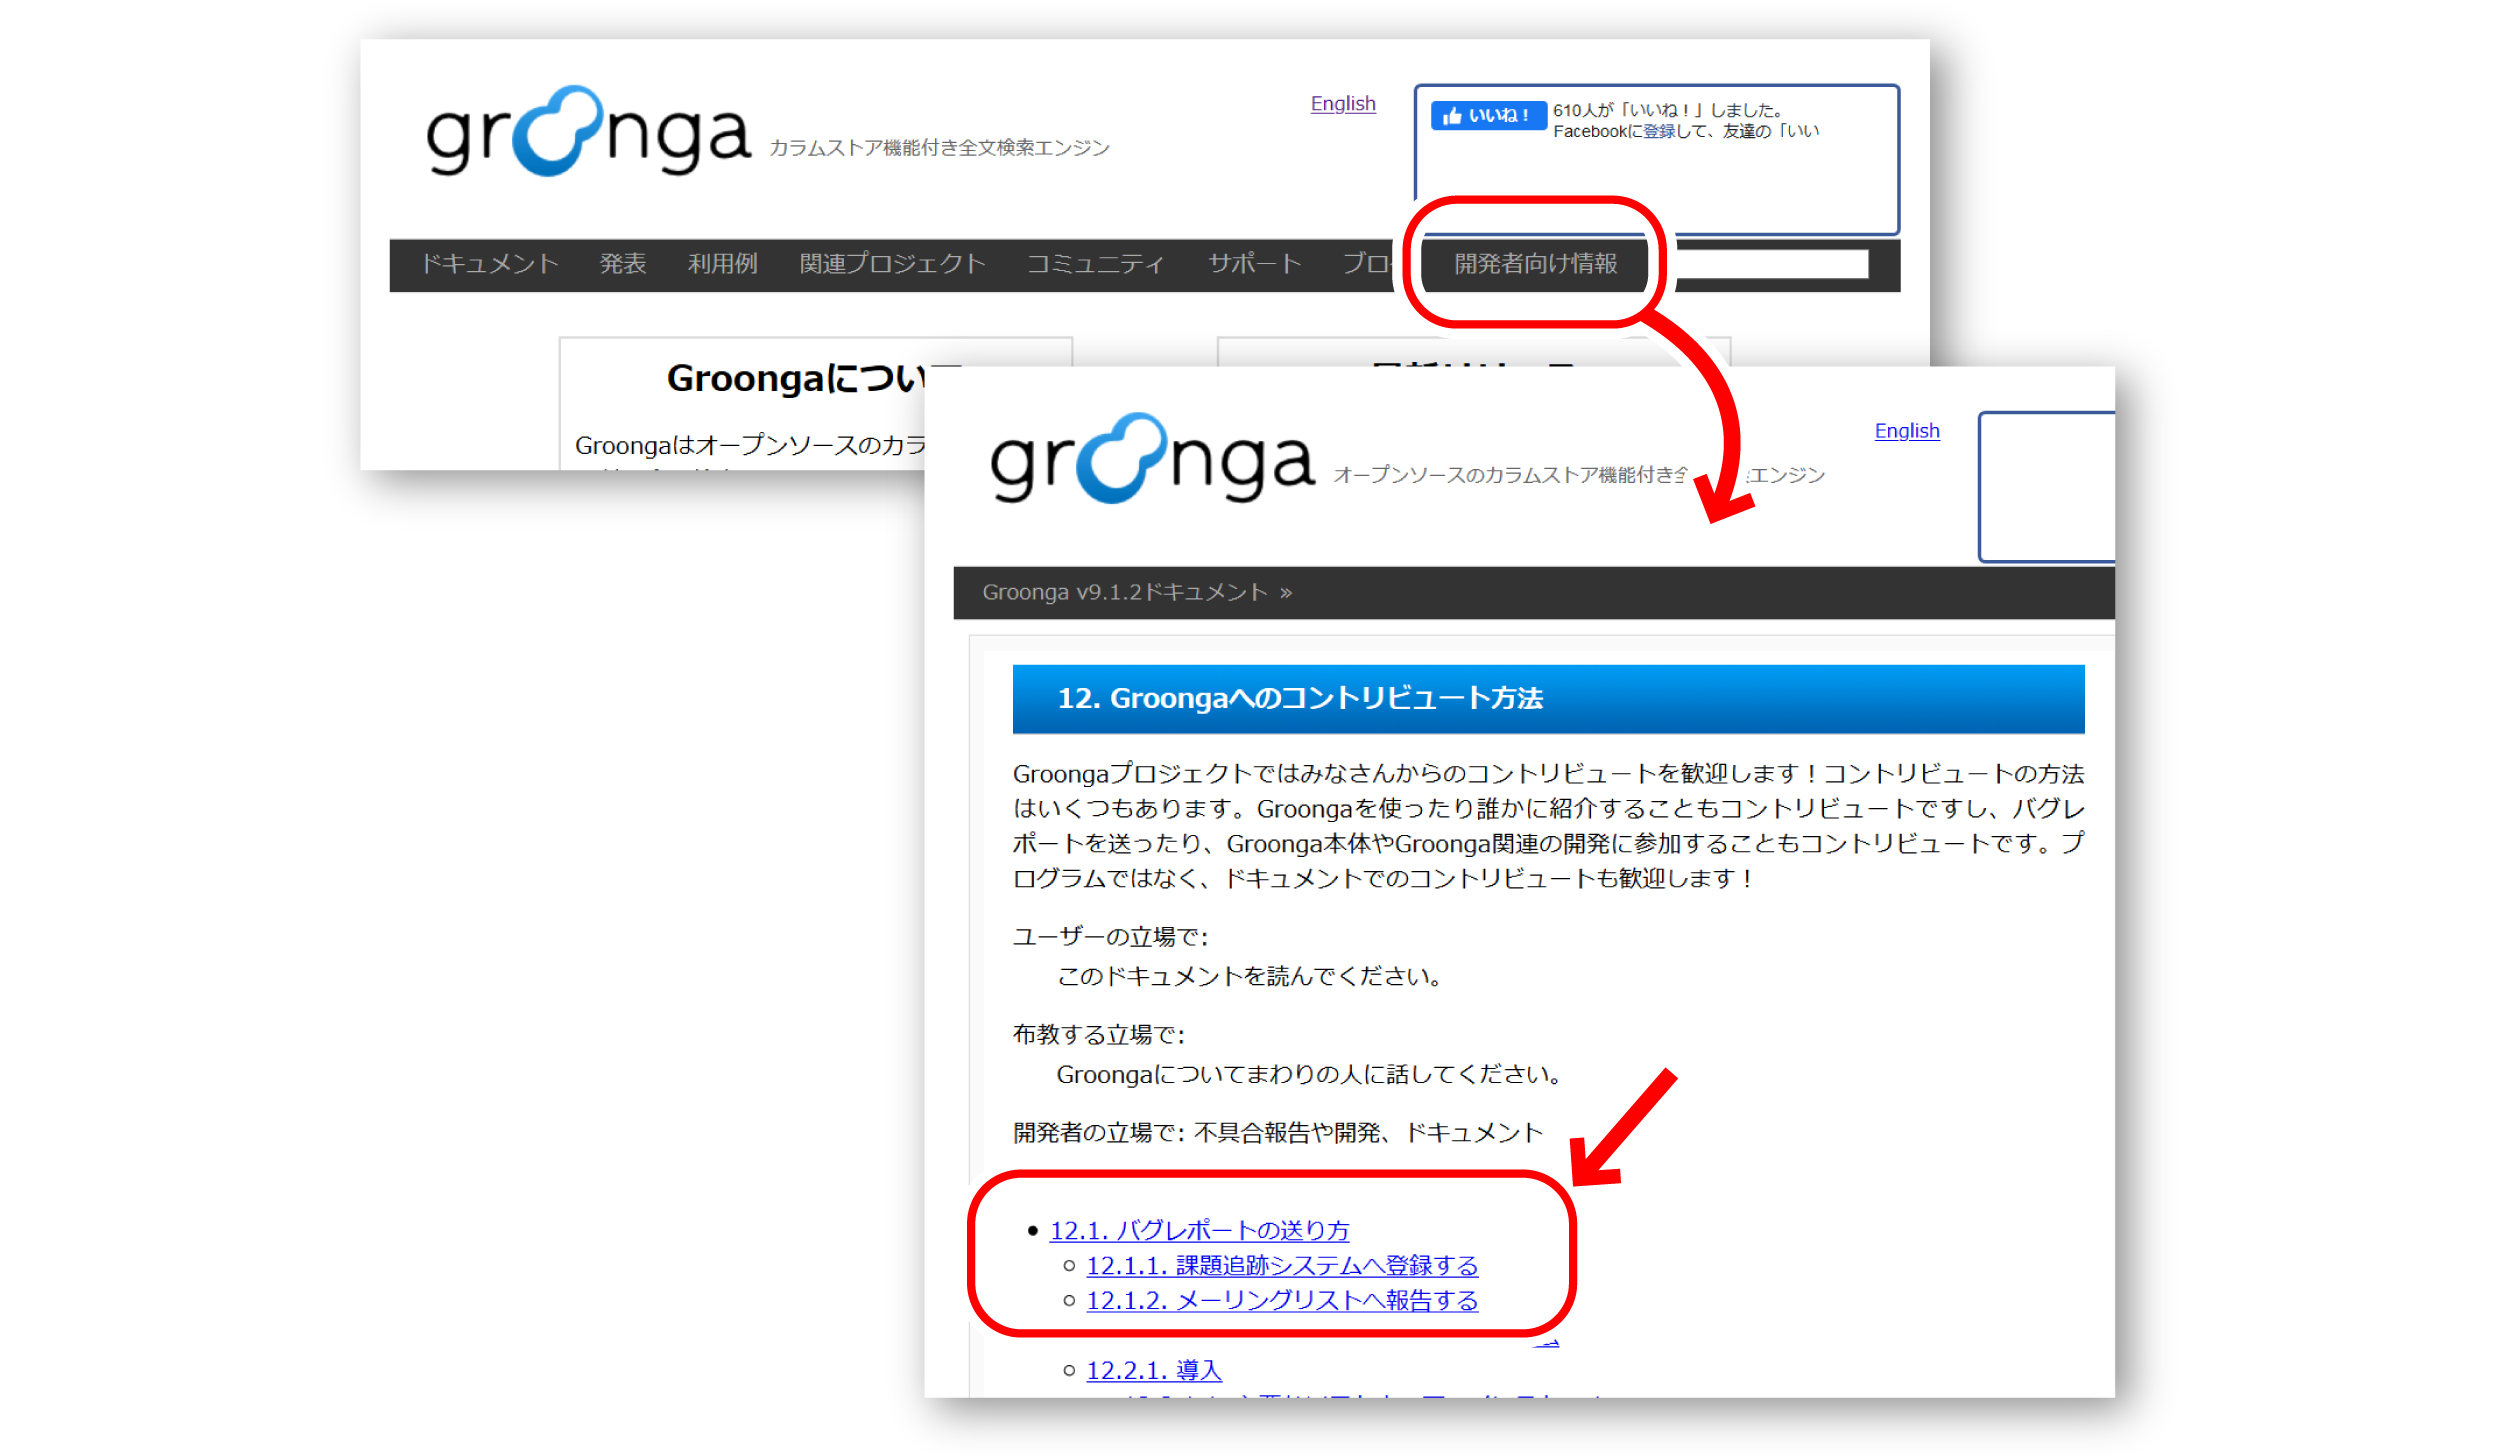 groonga
カラムストア機能付き全文検索エンジン
English
いいね！
610人が「いいね！」しました。
Facebookに登録して、友達の「いい
ドキュメント 発表 利用例 関連プロジェクト コミュニティ サポート ブロ 開発者向け情報
Groongaについ
Groongaはオープンソースのカラ
groonga
オープンソースのカラムストア機能付き全 エンジン
English
Groonga v9.1.2ドキュメント »
12. Groongaへのコントリビュート方法
Groongaプロジェクトではみなさんからのコントリビュートを歓迎します！コントリビュートの方法
はいくつもあります。Groongaを使ったり誰かに紹介することもコントリビュートですし、バグレ
ポートを送ったり、Groonga本体やGroonga関連の開発に参加することもコントリビュートです。プ
ログラムではなく、ドキュメントでのコントリビュートも歓迎します！
ユーザーの立場で:
このドキュメントを読んでください。
布教する立場で:
Groongaについてまわりの人に話してください。
開発者の立場で: 不具合報告や開発、ドキュメント
12.1. バグレポートの送り方
12.1.1. 課題追跡システムへ登録する
12.1.2. メーリングリストへ報告する
12.2.1. 導入